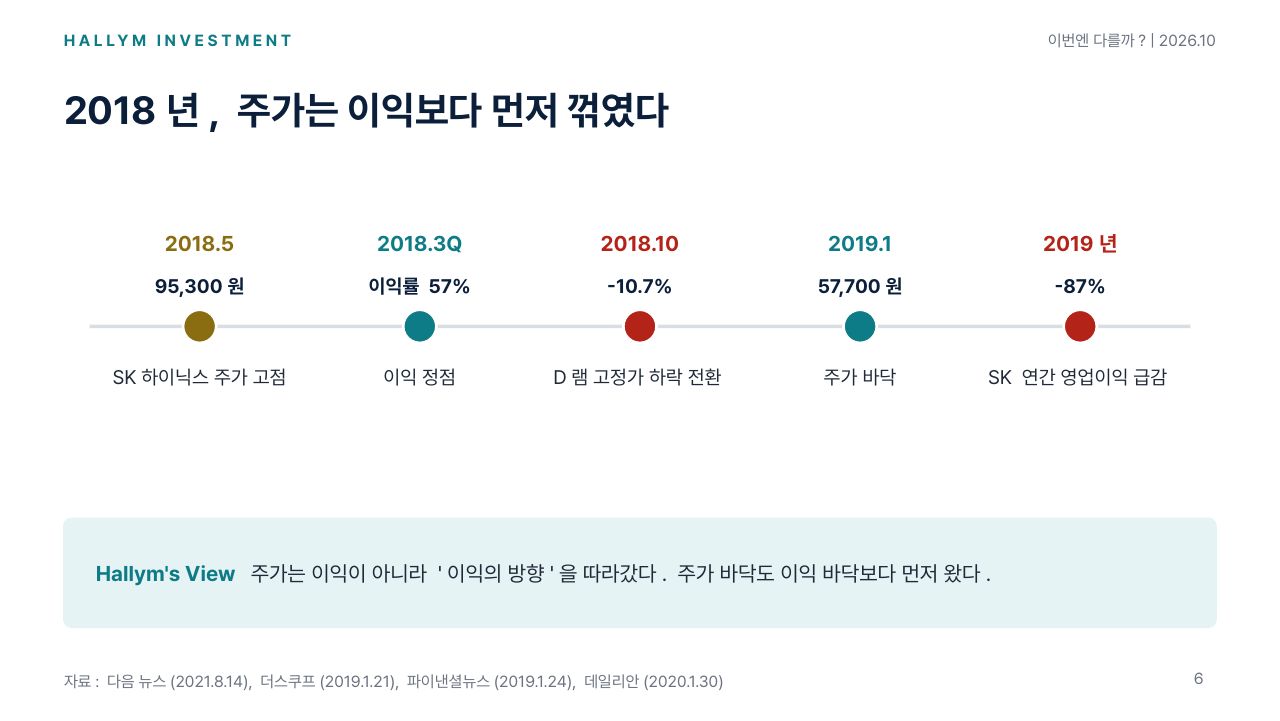 HALLYM INVESTMENT
이번엔 다를까 ? | 2026.10
2018 년 , 주가는 이익보다 먼저 꺾였다
2018.5
2018.3Q
2018.10
2019.1
2019 년
95,300 원
이익률 57%
-10.7%
57,700 원
-87%
SK 하이닉스 주가 고점
이익 정점
D 램 고정가 하락 전환
주가 바닥
SK 연간 영업이익 급감
Hallym's View 주가는 이익이 아니라 ' 이익의 방향 ' 을 따라갔다 . 주가 바닥도 이익 바닥보다 먼저 왔다 .
자료 : 다음 뉴스 (2021.8.14), 더스쿠프 (2019.1.21), 파이낸셜뉴스 (2019.1.24), 데일리안 (2020.1.30)
6